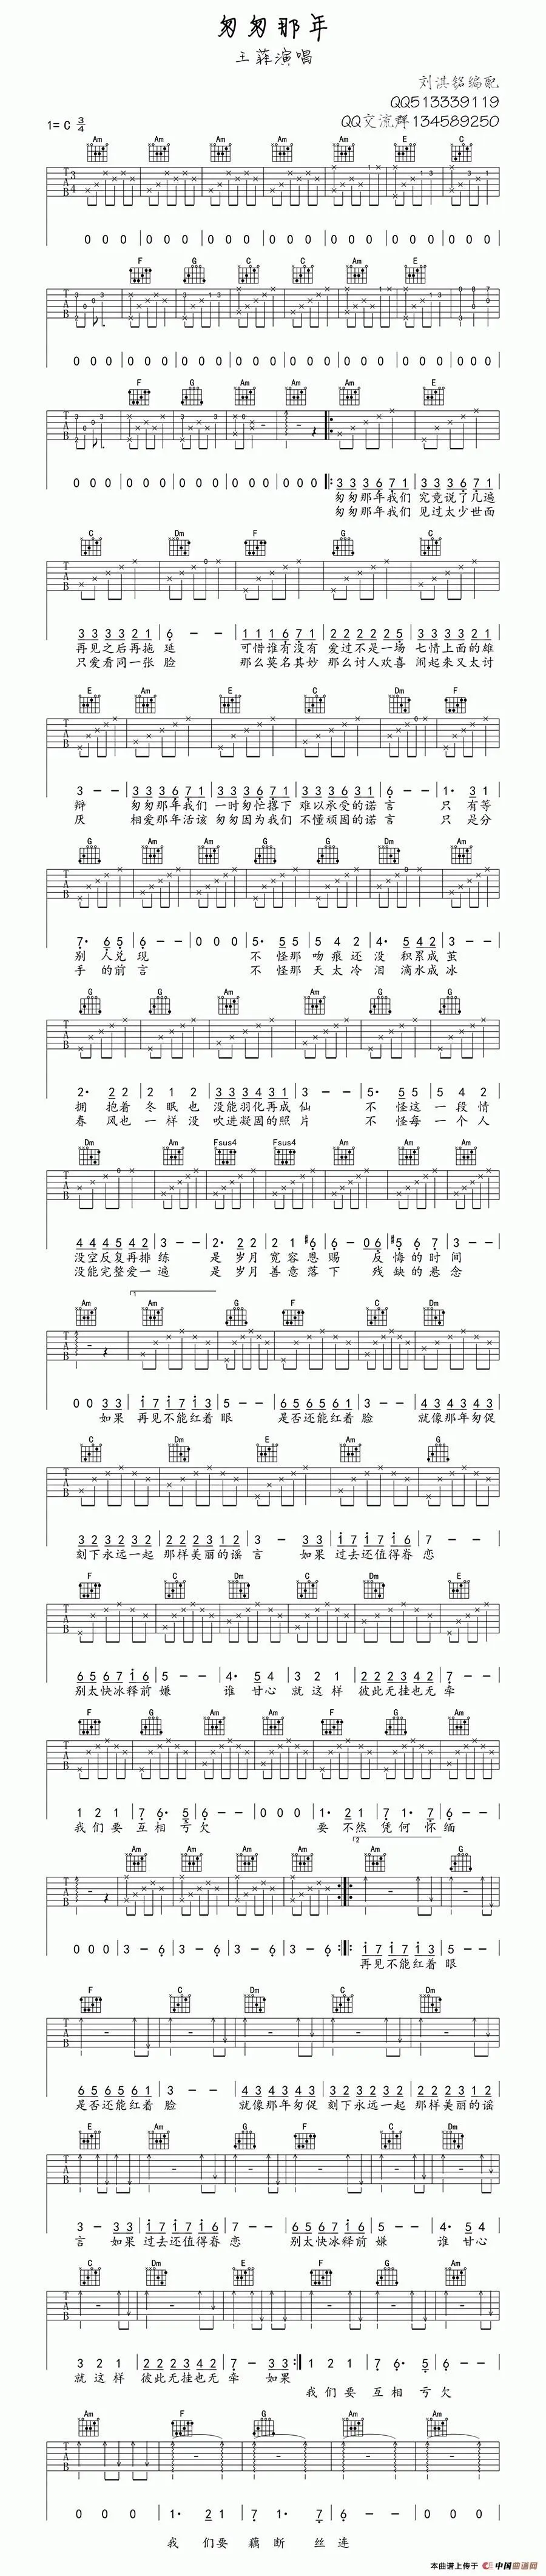 匆匆那年
王菲演唱
刘淇铭编配
QQ513339119
QQ交流群134589250
1= C 3/4
Am Am Am Am Am E C
0 0 0 0 0 0 0 0 0 0 0 0 0 0 0 0 0 0 0 0 0
F G C C Am E
0 0 0 0 0 0 0 0 0 0 0 0 0 0 0 0 0 0 0 0 0
F G Am Am Am E
匆匆那年我们 究竟说了几遍
匆匆那年我们 见过太少世面
C Dm F G C
3 3 3 3 2 1 6 - - 1 1 1 6 1 1 2 2 2 2 2 5 3 3 3 3 2 3
再见之后再拖 延 可惜谁有没有 爱过不是一场 七情上面的雄
只爱看同一张 脸 那么莫名其妙 那么讨人欢喜 闹起来又太讨
E Am E C Dm F
3 - - 3 3 3 6 7 1 3 3 3 6 7 1 3 3 3 6 3 1 6 - - 1· 3 1
辩 匆匆那年我们 一时匆忙撂下 难以承受的诺 言 只 有等
厌 相爱那年活该 匆匆因为我们 不懂顽固的诺 言 只 是分
G Am Am G G Dm Am
7· 6 5 6 - - 0 0 0 5· 5 5 5 4 2 4· 5 4 2 3 - -
别 人兑 现 不 怪那 吻 痕 还 没 积累成 茧
手 的前 言 不 怪那 天 太 冷 泪 滴水成 冰
G G Am Am G G
2· 2 2 2 1 2 3 3 3 4 3 1 3 - - 5· 5 5 5 4 2
拥 抱着 冬 眠 也 没能羽化再成 仙 不 怪这 一 段 情
春 风也 一 样 没 吹进凝固的照 片 不 怪每 一 个 人
Dm Am Fsus4 Fsus4 Am Am Am
4 4 4 5 4 2 3 - - 2· 2 2 2 1 #6 6 - 0 6 #5 6 7 3 - -
没空反复再排 练 是 岁月 宽 容 恩 赐 反 悔 的 时 间
没能完整爱一 遍 是 岁月 善 意 落 下 残 缺 的 悬 念
Am Am G F C Dm
0 0 3 3 1 7 1 7 1 3 5 - - 6 5 6 5 6 1 3 - - 4 3 4 3 4 3
如果 再见不能红着 眼 是否还能红着 脸 就像那年匆促
C Dm E Am G
3 2 3 2 3 2 2 2 2 3 1 2 3 - 3 3 1 7 1 7 1 6 7 - -
刻下永远一起 那样美丽的谣 言 如果 过去还值得眷 恋
F C Dm C Dm E
6 5 6 7 1 6 5 - - 4· 5 4 3 2 1 2 2 2 3 4 2 7 - -
别太快冰释前 嫌 谁 甘心 就 这 样 彼此无挂也无 牵
F G Am Am F G Am
1 2 1 7 6· 5 6 - - 0 0 0 1· 2 1 7 1· 7 6 - -
我 们 要 互 相 亏 欠 要 不然 凭 何 怀 缅
Am Am Am Am Am G
0 0 0 3 - 6 3 - 6 3 - 6 3 - 6 1 7 1 7 1 3 5 - -
再见不能红着 眼
F C Dm C Dm
6 5 6 5 6 1 3 - - 4 3 4 3 4 3 3 2 3 2 3 2 2 2 2 3 1 2
是否还能红着 脸 就像那年匆促 刻下永远一起 那样美丽的谣
E Am G F C Dm
3 - 3 3 1 7 1 7 1 6 7 - - 6 5 6 7 1 6 5 - - 4· 5 4
言 如果 过去还值得眷 恋 别太快冰释前 嫌 谁 甘心
C Dm E F G Am
3 2 1 2 2 2 3 4 2 7 - 3 3 1 2 1 7 6· 5 6 - -
就 这 样 彼此无挂也无 牵 如果
我 们 要 互 相 亏 欠
Am F G Am Am
0 0 0 1· 2 1 7 1· 7 6 - - 0 0 0
我 们要 藕 断 丝 连
本曲谱上传于 中国曲谱网